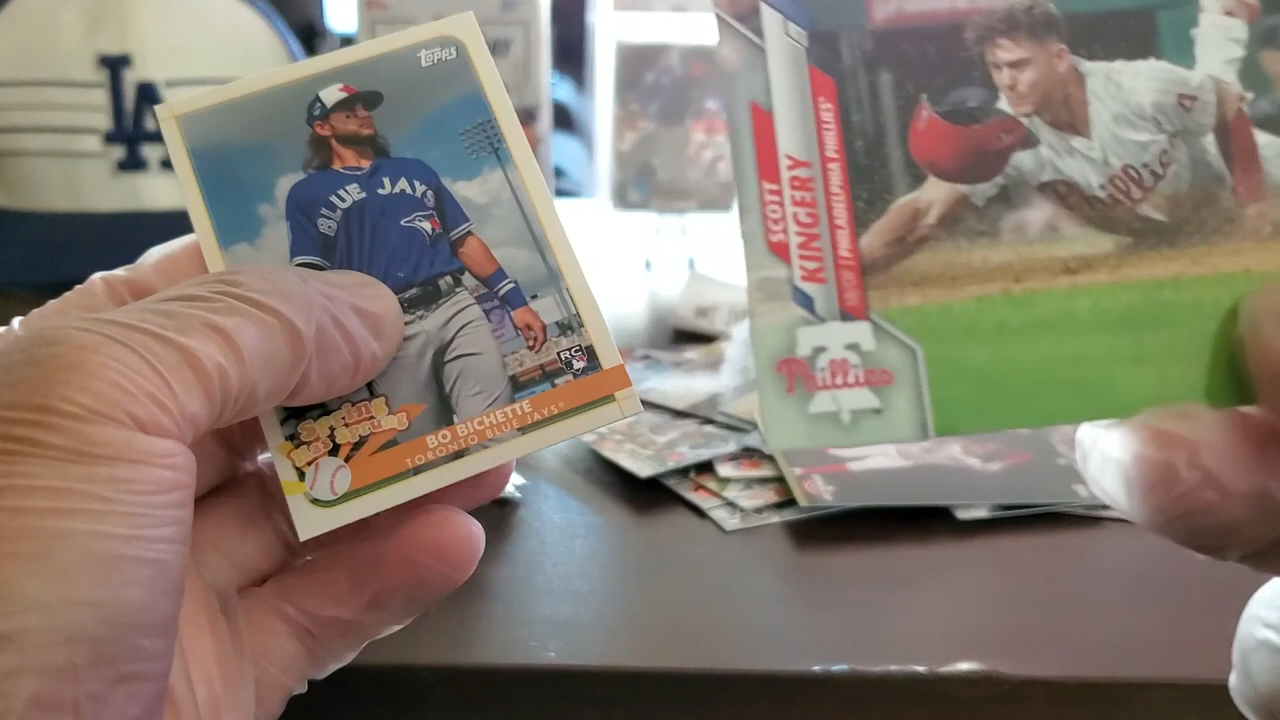 LA
TOPPS
BLUE JAYS
RC
Spring
Has Sprung
BO BICHETTE
TORONTO BLUE JAYS®
SCOTT
KINGERY
PHILADELPHIA PHILLIES®
Phillies
Phillies
4